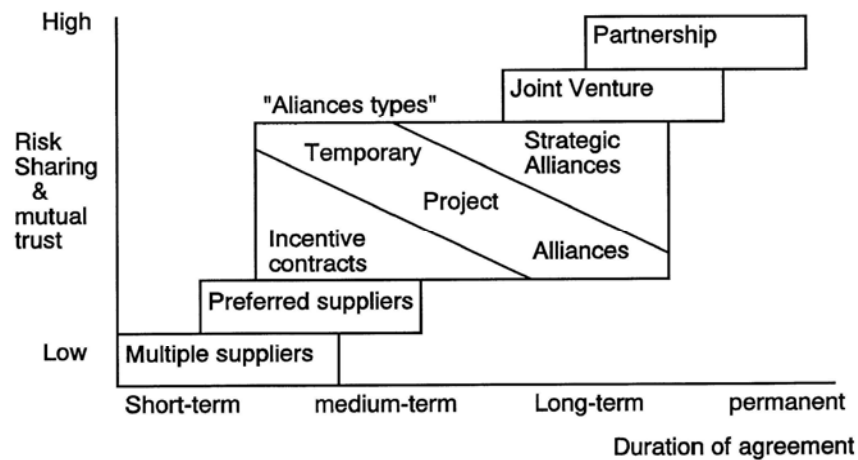 High
Partnership
Joint Venture
"Aliances types"
Risk
Sharing
&
mutual
trust
Temporary
Strategic
Alliances
Project
Incentive
contracts
Alliances
Preferred suppliers
Low
Multiple suppliers
Short-term medium-term Long-term permanent
Duration of agreement